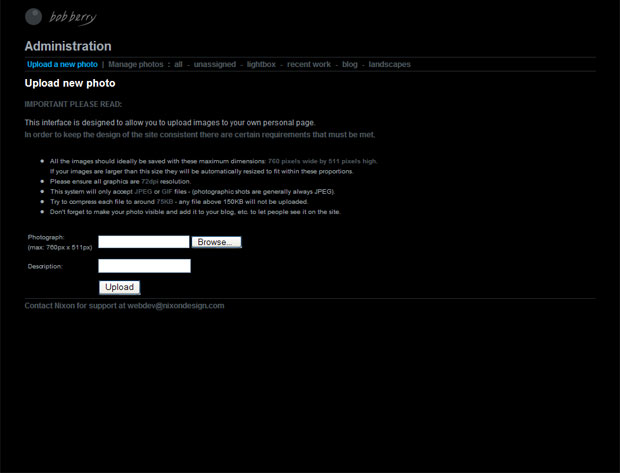 bob berry
Administration
Upload a new photo | Manage photos : all - unassigned - lightbox - recent work - blog - landscapes
Upload new photo
IMPORTANT PLEASE READ:
This interface is designed to allow you to upload images to your own personal page.
In order to keep the design of the site consistent there are certain requirements that must be met.
All the images should ideally be saved with these maximum dimensions: 760 pixels wide by 511 pixels high.
If your images are larger than this size they will be automatically resized to fit within these proportions.
Please ensure all graphics are 72dpi resolution.
This system will only accept JPEG or GIF files - (photographic shots are generally always JPEG).
Try to compress each file to around 75KB - any file above 150KB will not be uploaded.
Don't forget to make your photo visible and add it to your blog, etc. to let people see it on the site.
Photograph:
(max: 760px x 511px)
Browse...
Description:
Upload
Contact Nixon for support at webdev@nixondesign.com